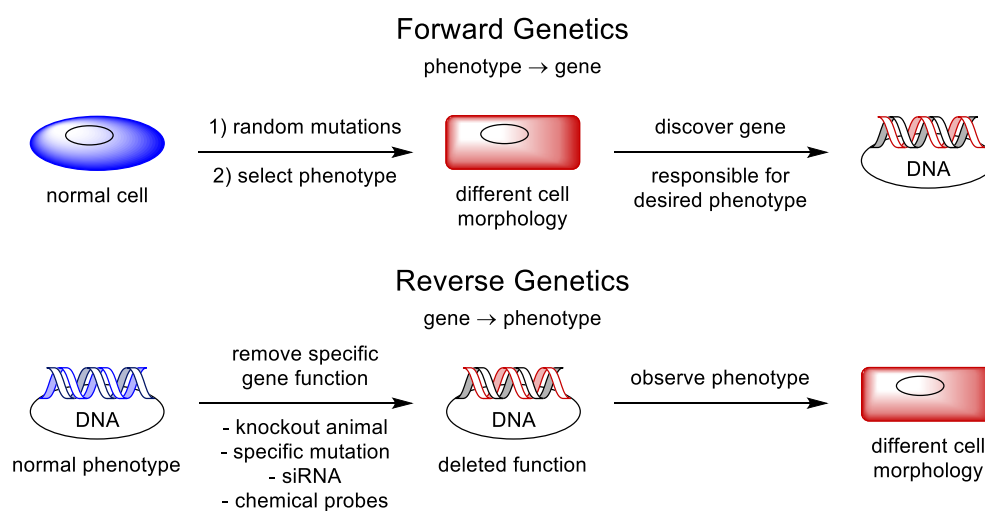 Forward Genetics
phenotype → gene
1) random mutations
2) select phenotype
discover gene
responsible for
desired phenotype
normal cell
different cell
morphology
DNA
Reverse Genetics
gene → phenotype
remove specific
gene function
- knockout animal
- specific mutation
- siRNA
- chemical probes
observe phenotype
DNA
normal phenotype
DNA
deleted function
different cell
morphology